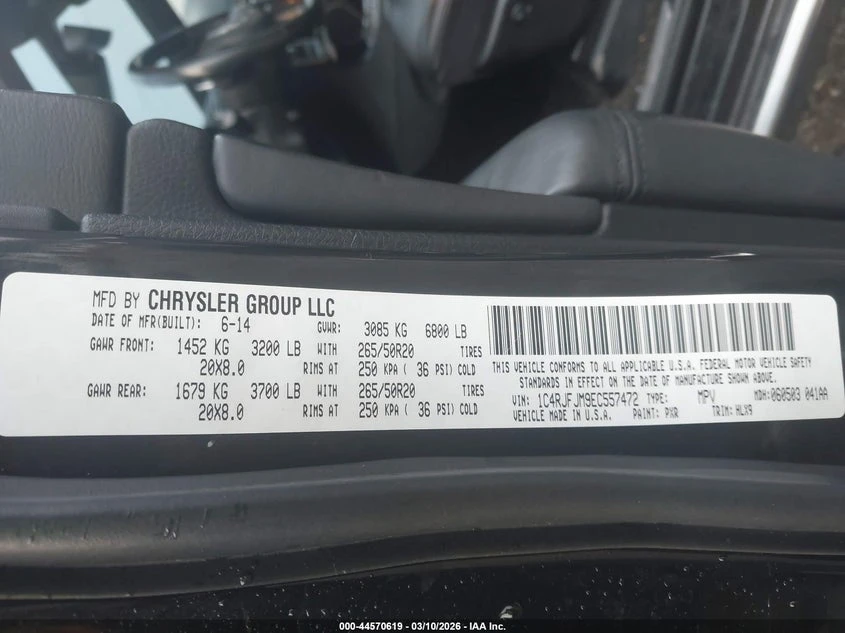 MFD BY CHRYSLER GROUP LLC
DATE OF MFR(BUILT): 6-14 GVWR: 3085 KG 6800 LB
GAWR FRONT: 1452 KG 3200 LB WITH 265/50R20 TIRES
20X8.0 RIMS AT 250 KPA ( 36 PSI) COLD
GAWR REAR: 1679 KG 3700 LB WITH 265/50R20 TIRES
20X8.0 RIMS AT 250 KPA ( 36 PSI) COLD
THIS VEHICLE CONFORMS TO ALL APPLICABLE U.S.A. FEDERAL MOTOR VEHICLE SAFETY
STANDARDS IN EFFECT ON THE DATE OF MANUFACTURE SHOWN ABOVE.
VIN: 1C4RJFJM9EC557472 TYPE: MPV MDH: 060503 041AA
VEHICLE MADE IN U.S.A. PAINT: PXR TRIM: HLX9
000-44570619 // 03/10/2026 - IAA Inc.